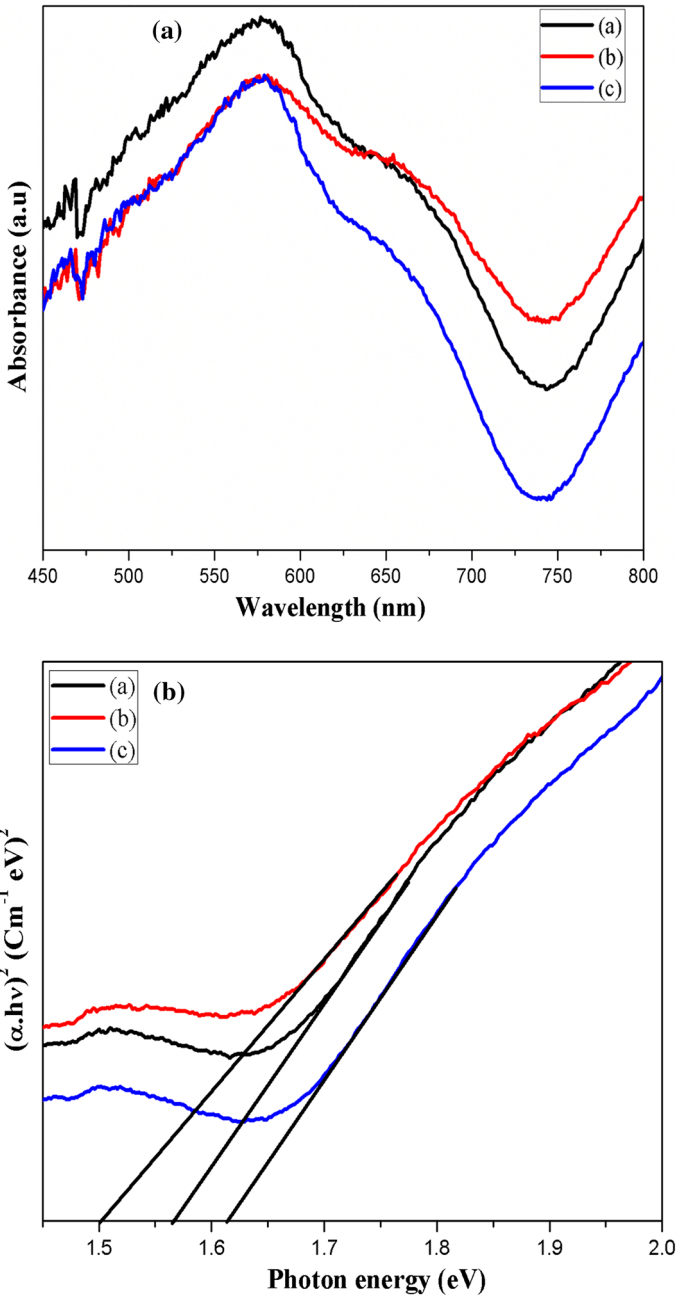 (a)
(a)
(b)
(c)
Absorbance (a.u)
450 500 550 600 650 700 750 800
Wavelength (nm)
(a)
(b)
(c)
(b)
(α.hν)² (Cm⁻¹ eV)²
1.5 1.6 1.7 1.8 1.9 2.0
Photon energy (eV)